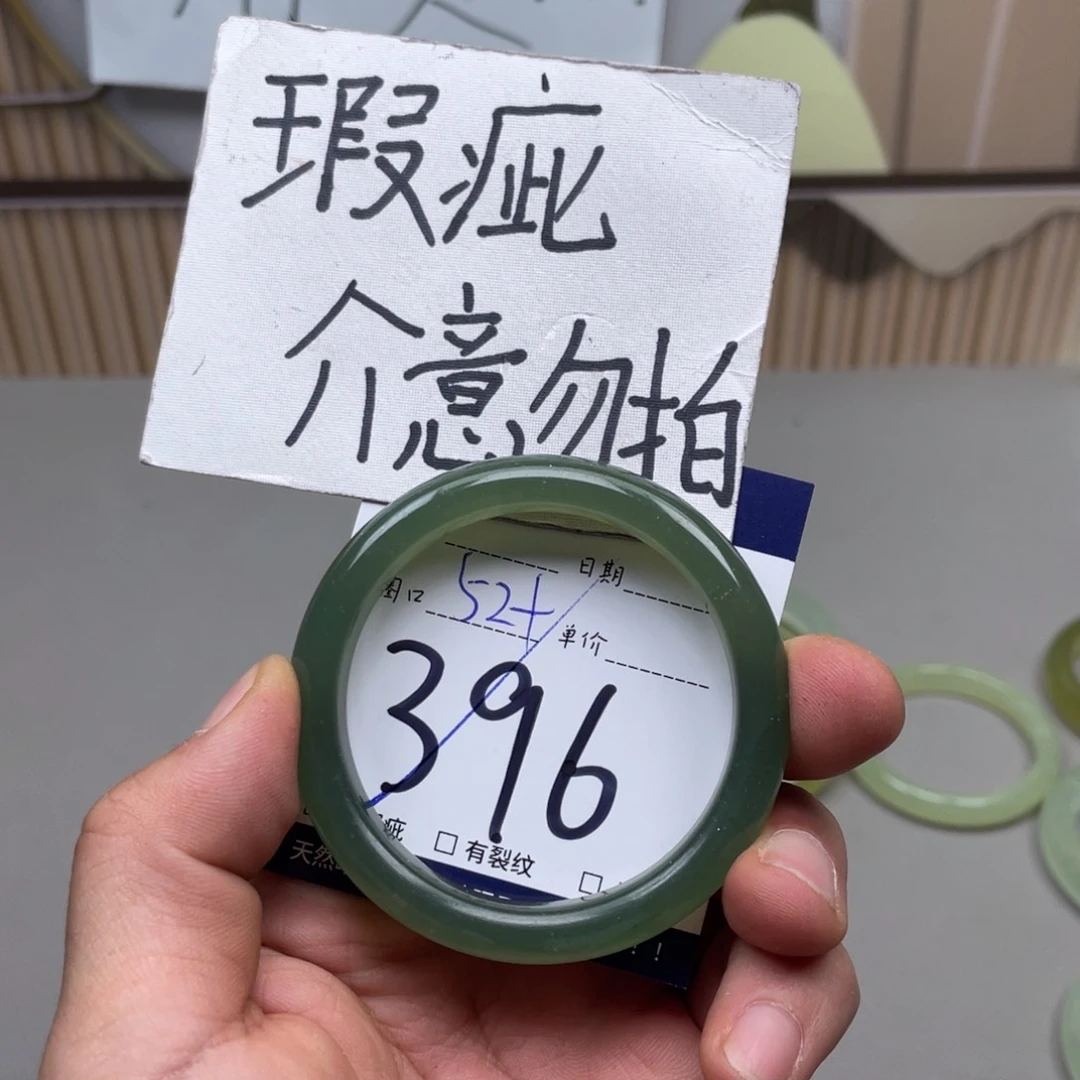 瑕疵
介意勿拍
日期
圈口 52+ 单价
396
疵 □ 有裂纹 □
天然
！！